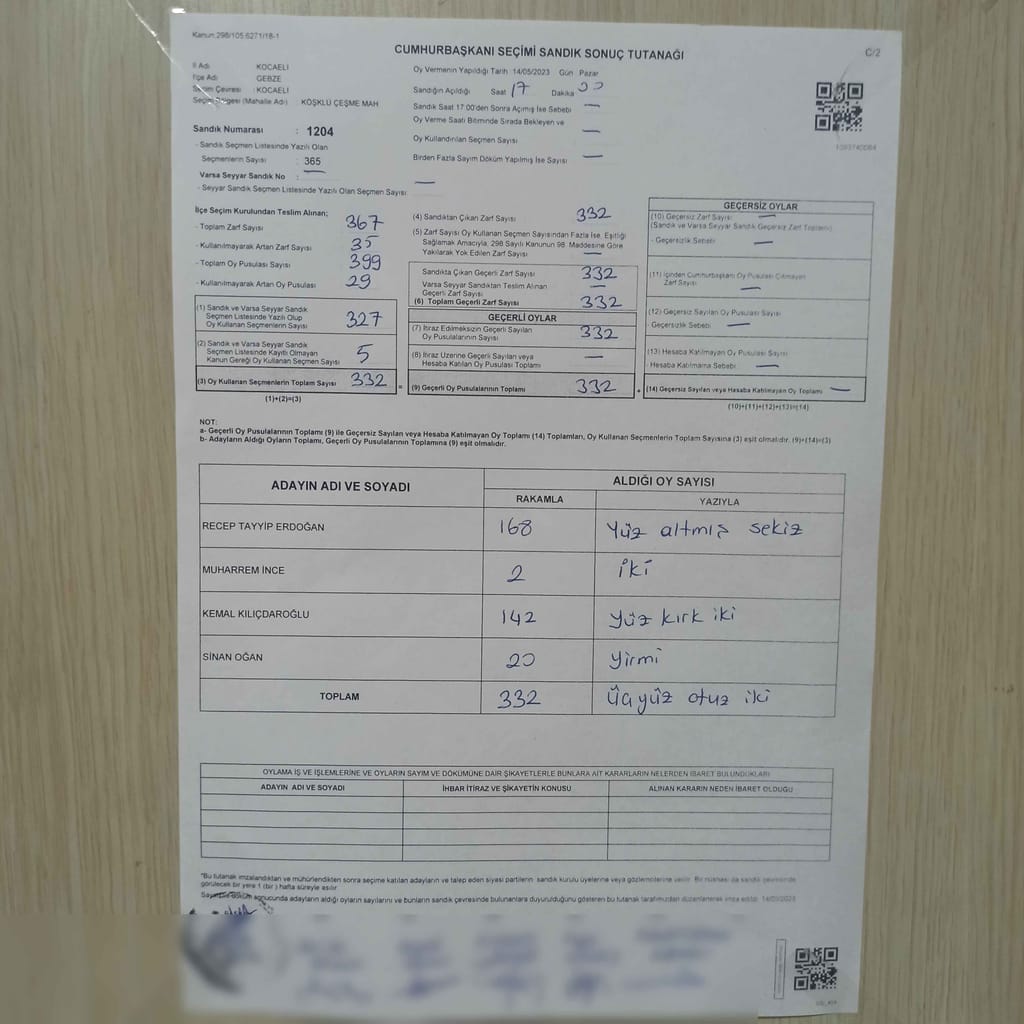 Kanun 298/105.6271/18-1
CUMHURBAŞKANI SEÇİMİ SANDIK SONUÇ TUTANAĞI
C/2
İl Adı : KOCAELİ
İlçe Adı : GEBZE
Seçim Çevresi : KOCAELİ
Seçim Bölgesi (Mahalle Adı) : KÖŞKLÜ ÇEŞME MAH
Sandık Numarası : 1204
- Sandık Seçmen Listesinde Yazılı Olan
Seçmenlerin Sayısı : 365
Varsa Seyyar Sandık No : —
- Seyyar Sandık Seçmen Listesinde Yazılı Olan Seçmen Sayısı : —
Oy Vermenin Yapıldığı Tarih 14/05/2023 Gün Pazar
Sandığın Açıldığı Saat 17 Dakika 00
Sandık Saat 17:00'den Sonra Açılmış İse Sebebi —
Oy Verme Saati Bitiminde Sırada Bekleyen ve
Oy Kullandırılan Seçmen Sayısı —
Birden Fazla Sayım Döküm Yapılmış İse Sayısı —
İlçe Seçim Kurulundan Teslim Alınan;
- Toplam Zarf Sayısı 367
- Kullanılmayarak Artan Zarf Sayısı 35
- Toplam Oy Pusulası Sayısı 399
- Kullanılmayarak Artan Oy Pusulası 29
(1) Sandık ve Varsa Seyyar Sandık
Seçmen Listesinde Yazılı Olup
Oy Kullanan Seçmenlerin Sayısı 327
(2) Sandık ve Varsa Seyyar Sandık
Seçmen Listesinde Kayıtlı Olmayan
Kanun Gereği Oy Kullanan Seçmen Sayısı 5
(3) Oy Kullanan Seçmenlerin Toplam Sayısı 332
(1)+(2)=(3)
(4) Sandıktan Çıkan Zarf Sayısı 332
(5) Zarf Sayısı Oy Kullanan Seçmen Sayısından Fazla İse, Eşitliği
Sağlamak Amacıyla, 298 Sayılı Kanunun 98. Maddesine Göre
Yakılarak Yok Edilen Zarf Sayısı —
Sandıkta Çıkan Geçerli Zarf Sayısı 332
Varsa Seyyar Sandıktan Teslim Alınan
Geçerli Zarf Sayısı —
(6) Toplam Geçerli Zarf Sayısı 332
GEÇERLİ OYLAR
(7) İtiraz Edilmeksizin Geçerli Sayılan
Oy Pusulalarının Sayısı 332
(8) İtiraz Üzerine Geçerli Sayılan veya
Hesaba Katılan Oy Pusulası Toplamı —
= (9) Geçerli Oy Pusulalarının Toplamı 332
GEÇERSİZ OYLAR
(10) Geçersiz Zarf Sayısı —
(Sandık ve Varsa Seyyar Sandık Geçersiz Zarf Toplamı)
- Geçersizlik Sebebi —
(11) İçinden Cumhurbaşkanı Oy Pusulası Çıkmayan
Zarf Sayısı —
(12) Geçersiz Sayılan Oy Pusulası Sayısı
- Geçersizlik Sebebi —
(13) Hesaba Katılmayan Oy Pusulası Sayısı
Hesaba Katılmama Sebebi —
+ (14) Geçersiz Sayılan veya Hesaba Katılmayan Oy Toplamı —
(10)+(11)+(12)+(13)=(14)
NOT:
a- Geçerli Oy Pusulalarının Toplamı (9) ile Geçersiz Sayılan veya Hesaba Katılmayan Oy Toplamı (14) Toplamları, Oy Kullanan Seçmenlerin Toplam Sayısına (3) eşit olmalıdır. (9)+(14)=(3)
b- Adayların Aldığı Oyların Toplamı, Geçerli Oy Pusulalarının Toplamına (9) eşit olmalıdır.
ADAYIN ADI VE SOYADI ALDIĞI OY SAYISI
RAKAMLA YAZIYLA
RECEP TAYYİP ERDOĞAN 168 Yüz altmış sekiz
MUHARREM İNCE 2 iki
KEMAL KILIÇDAROĞLU 142 yüz kırk iki
SİNAN OĞAN 20 yirmi
TOPLAM 332 Üç yüz otuz iki
OYLAMA İŞ VE İŞLEMLERİNE VE OYLARIN SAYIM VE DÖKÜMÜNE DAİR ŞİKAYETLERLE BUNLARA AİT KARARLARIN NELERDEN İBARET BULUNDUKLARI
ADAYIN ADI VE SOYADI İHBAR İTİRAZ VE ŞİKAYETİN KONUSU ALINAN KARARIN NEDEN İBARET OLDUĞU
"Bu tutanak imzalandıktan ve mühürlendikten sonra seçime katılan adayların ve talep eden siyasi partilerin sandık kurulu üyelerine veya gözlemcilerine verilir. Bir nüshası da sandık çevresinde
görülecek bir yere 1 (bir) hafta süreyle asılır
Sayım ve döküm sonucunda adayların aldığı oyların sayılarını ve bunların sandık çevresinde bulunanlara duyurulduğunu gösteren bu tutanak tarafımızdan düzenlenerek imza edildi. 14/05/2023